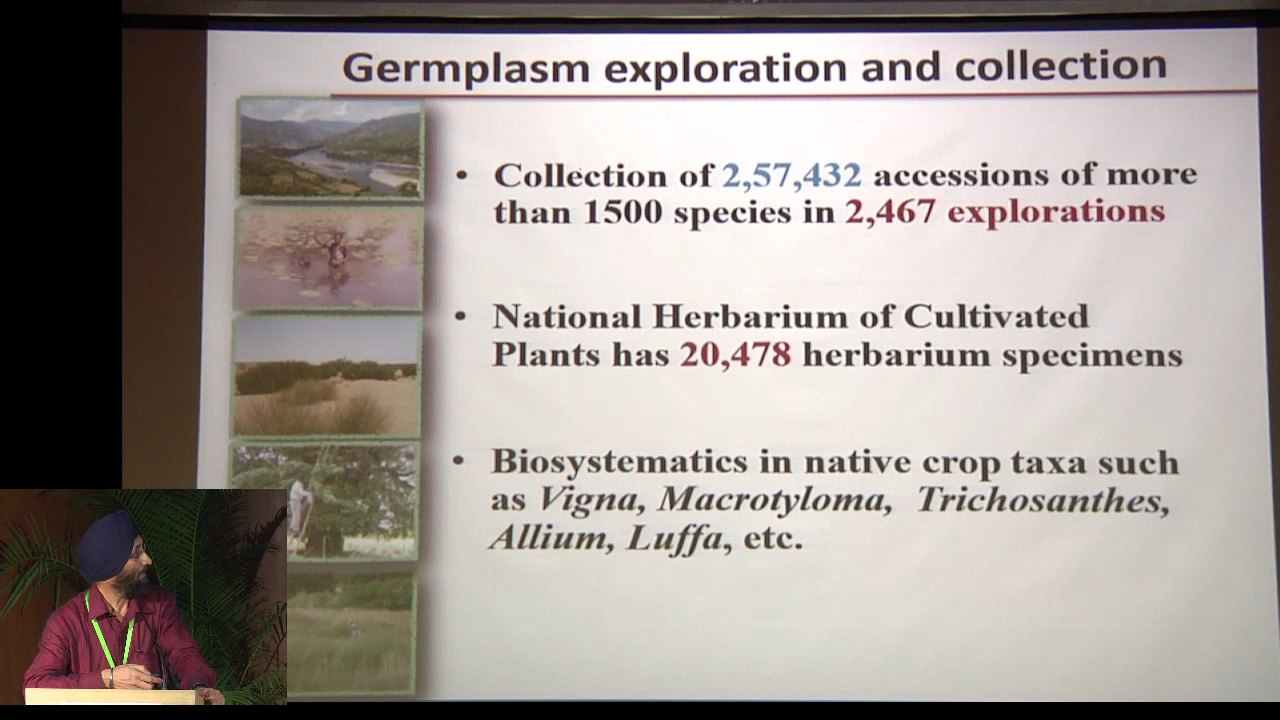 Germplasm exploration and collection
• Collection of 2,57,432 accessions of more
than 1500 species in 2,467 explorations
• National Herbarium of Cultivated
Plants has 20,478 herbarium specimens
• Biosystematics in native crop taxa such
as Vigna, Macrotyloma, Trichosanthes,
Allium, Luffa, etc.